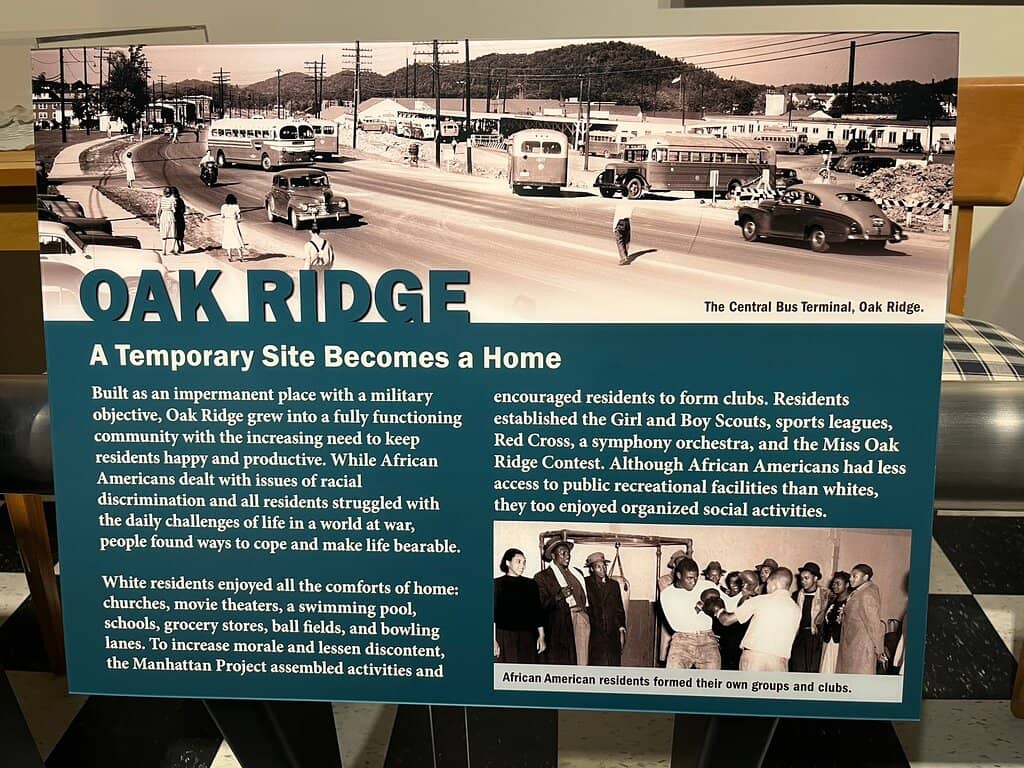 OAK RIDGE
The Central Bus Terminal, Oak Ridge.
A Temporary Site Becomes a Home
Built as an impermanent place with a military
objective, Oak Ridge grew into a fully functioning
community with the increasing need to keep
residents happy and productive. While African
Americans dealt with issues of racial
discrimination and all residents struggled with
the daily challenges of life in a world at war,
people found ways to cope and make life bearable.
White residents enjoyed all the comforts of home:
churches, movie theaters, a swimming pool,
schools, grocery stores, ball fields, and bowling
lanes. To increase morale and lessen discontent,
the Manhattan Project assembled activities and
encouraged residents to form clubs. Residents
established the Girl and Boy Scouts, sports leagues,
Red Cross, a symphony orchestra, and the Miss Oak
Ridge Contest. Although African Americans had less
access to public recreational facilities than whites,
they too enjoyed organized social activities.
African American residents formed their own groups and clubs.